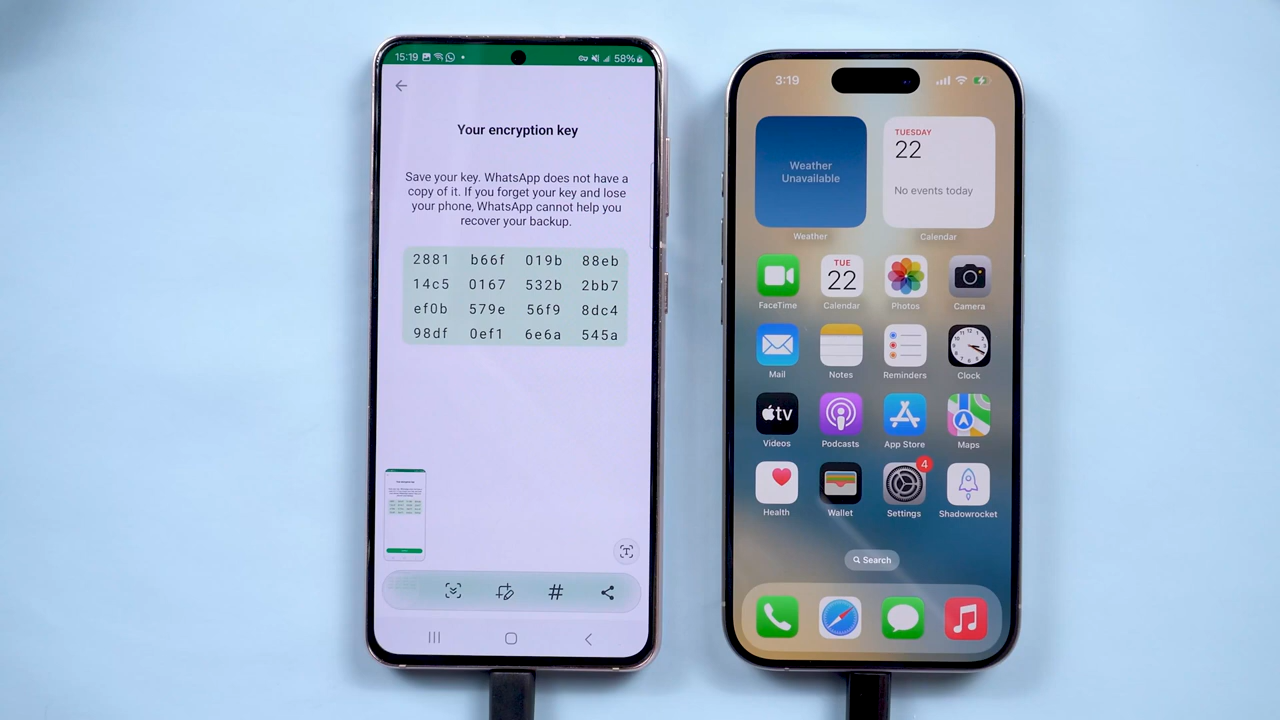 15:19
58%
Your encryption key
Save your key. WhatsApp does not have a
copy of it. If you forget your key and lose
your phone, WhatsApp cannot help you
recover your backup.
2881 b66f 019b 88eb
14c5 0167 532b 2bb7
ef0b 579e 56f9 8dc4
98df 0ef1 6e6a 545a
T
#
3:19
Weather
Unavailable
Weather
TUESDAY
22
No events today
Calendar
FaceTime
TUE
22
Calendar
Photos
Camera
Mail
Notes
Reminders
Clock
tv
Videos
Podcasts
App Store
Maps
Health
Wallet
4
Settings
Shadowrocket
Search